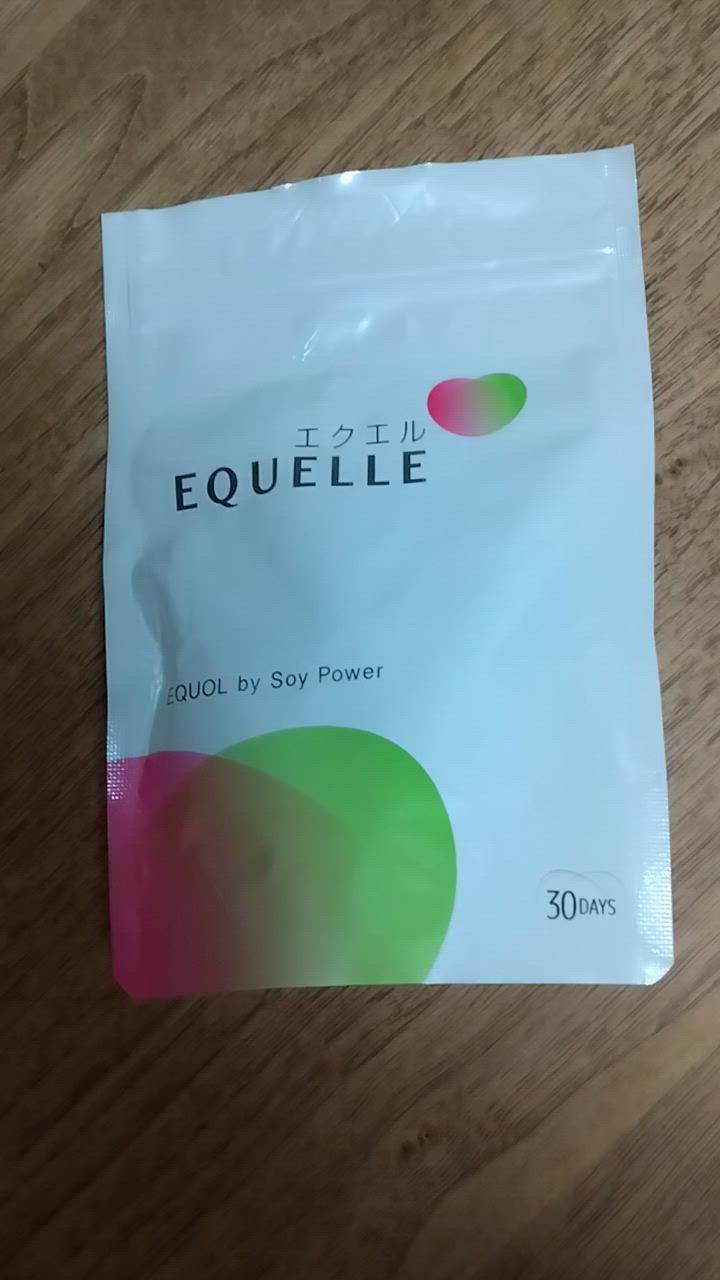 エクエル
EQUELLE
EQUOL by Soy Power
30DAYS